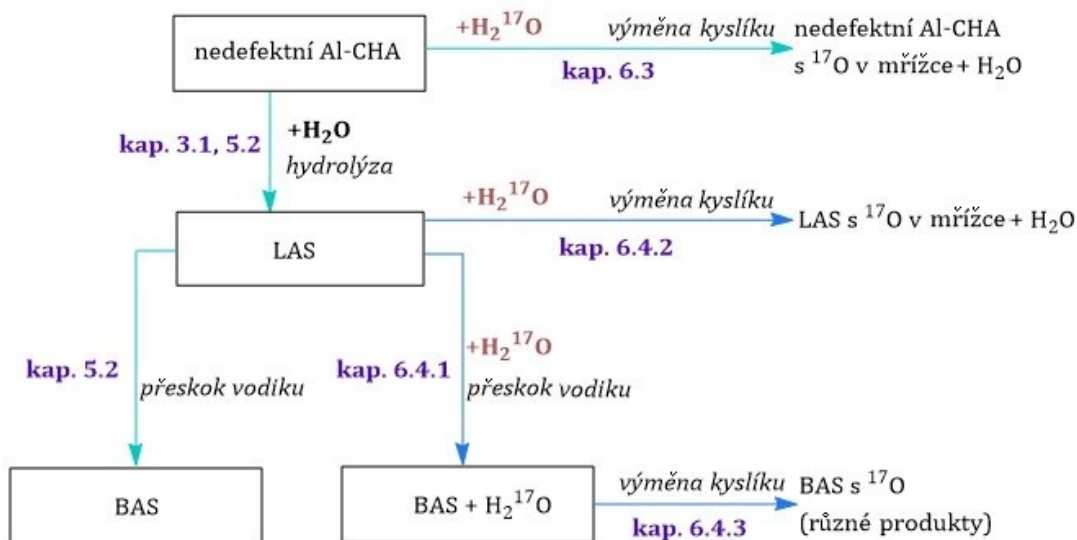 nedefektní Al-CHA
+H₂¹⁷O
výměna kyslíku
kap. 6.3
nedefektní Al-CHA
s ¹⁷O v mřížce + H₂O
kap. 3.1, 5.2
+H₂O
hydrolýza
LAS
+H₂¹⁷O
výměna kyslíku
kap. 6.4.2
LAS s ¹⁷O v mřížce + H₂O
kap. 5.2
přeskok vodiku
kap. 6.4.1
+H₂¹⁷O
přeskok vodiku
BAS
BAS + H₂¹⁷O
výměna kyslíku
kap. 6.4.3
BAS s ¹⁷O
(různé produkty)